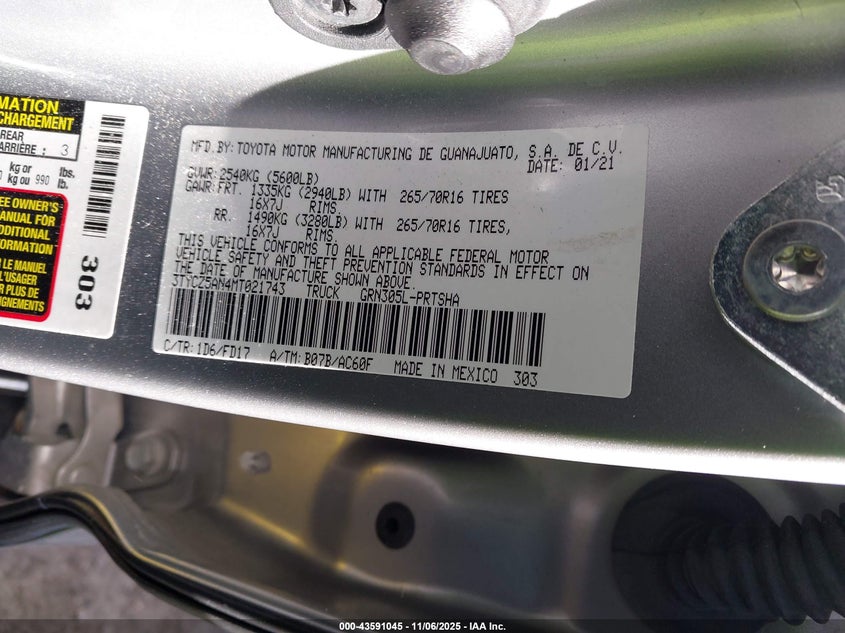 MATION
CHARGEMENT
REAR
ARRIÈRE : 3
kg or lbs.
kg ou 990 lb.
EE OWNER'S
MANUAL FOR
DDITIONAL
FORMATION
LE MANUEL
L'USAGER
R PLUS DE
IGNEMENTS
303
MFD.BY:TOYOTA MOTOR MANUFACTURING DE GUANAJUATO, S.A. DE C.V.
DATE: 01/21
GVWR:2540KG (5600LB)
GAWR:FRT. 1335KG (2940LB) WITH 265/70R16 TIRES
16X7J RIMS
RR. 1490KG (3280LB) WITH 265/70R16 TIRES,
16X7J RIMS,
THIS VEHICLE CONFORMS TO ALL APPLICABLE FEDERAL MOTOR
VEHICLE SAFETY AND THEFT PREVENTION STANDARDS IN EFFECT ON
THE DATE OF MANUFACTURE SHOWN ABOVE.
3TYCZ5AN4MT021743 TRUCK GRN305L-PRTSHA
C/TR:1D6/FD17 A/TM:B07B/AC60F MADE IN MEXICO 303
000-43591045 - 11/06/2025 - IAA Inc.